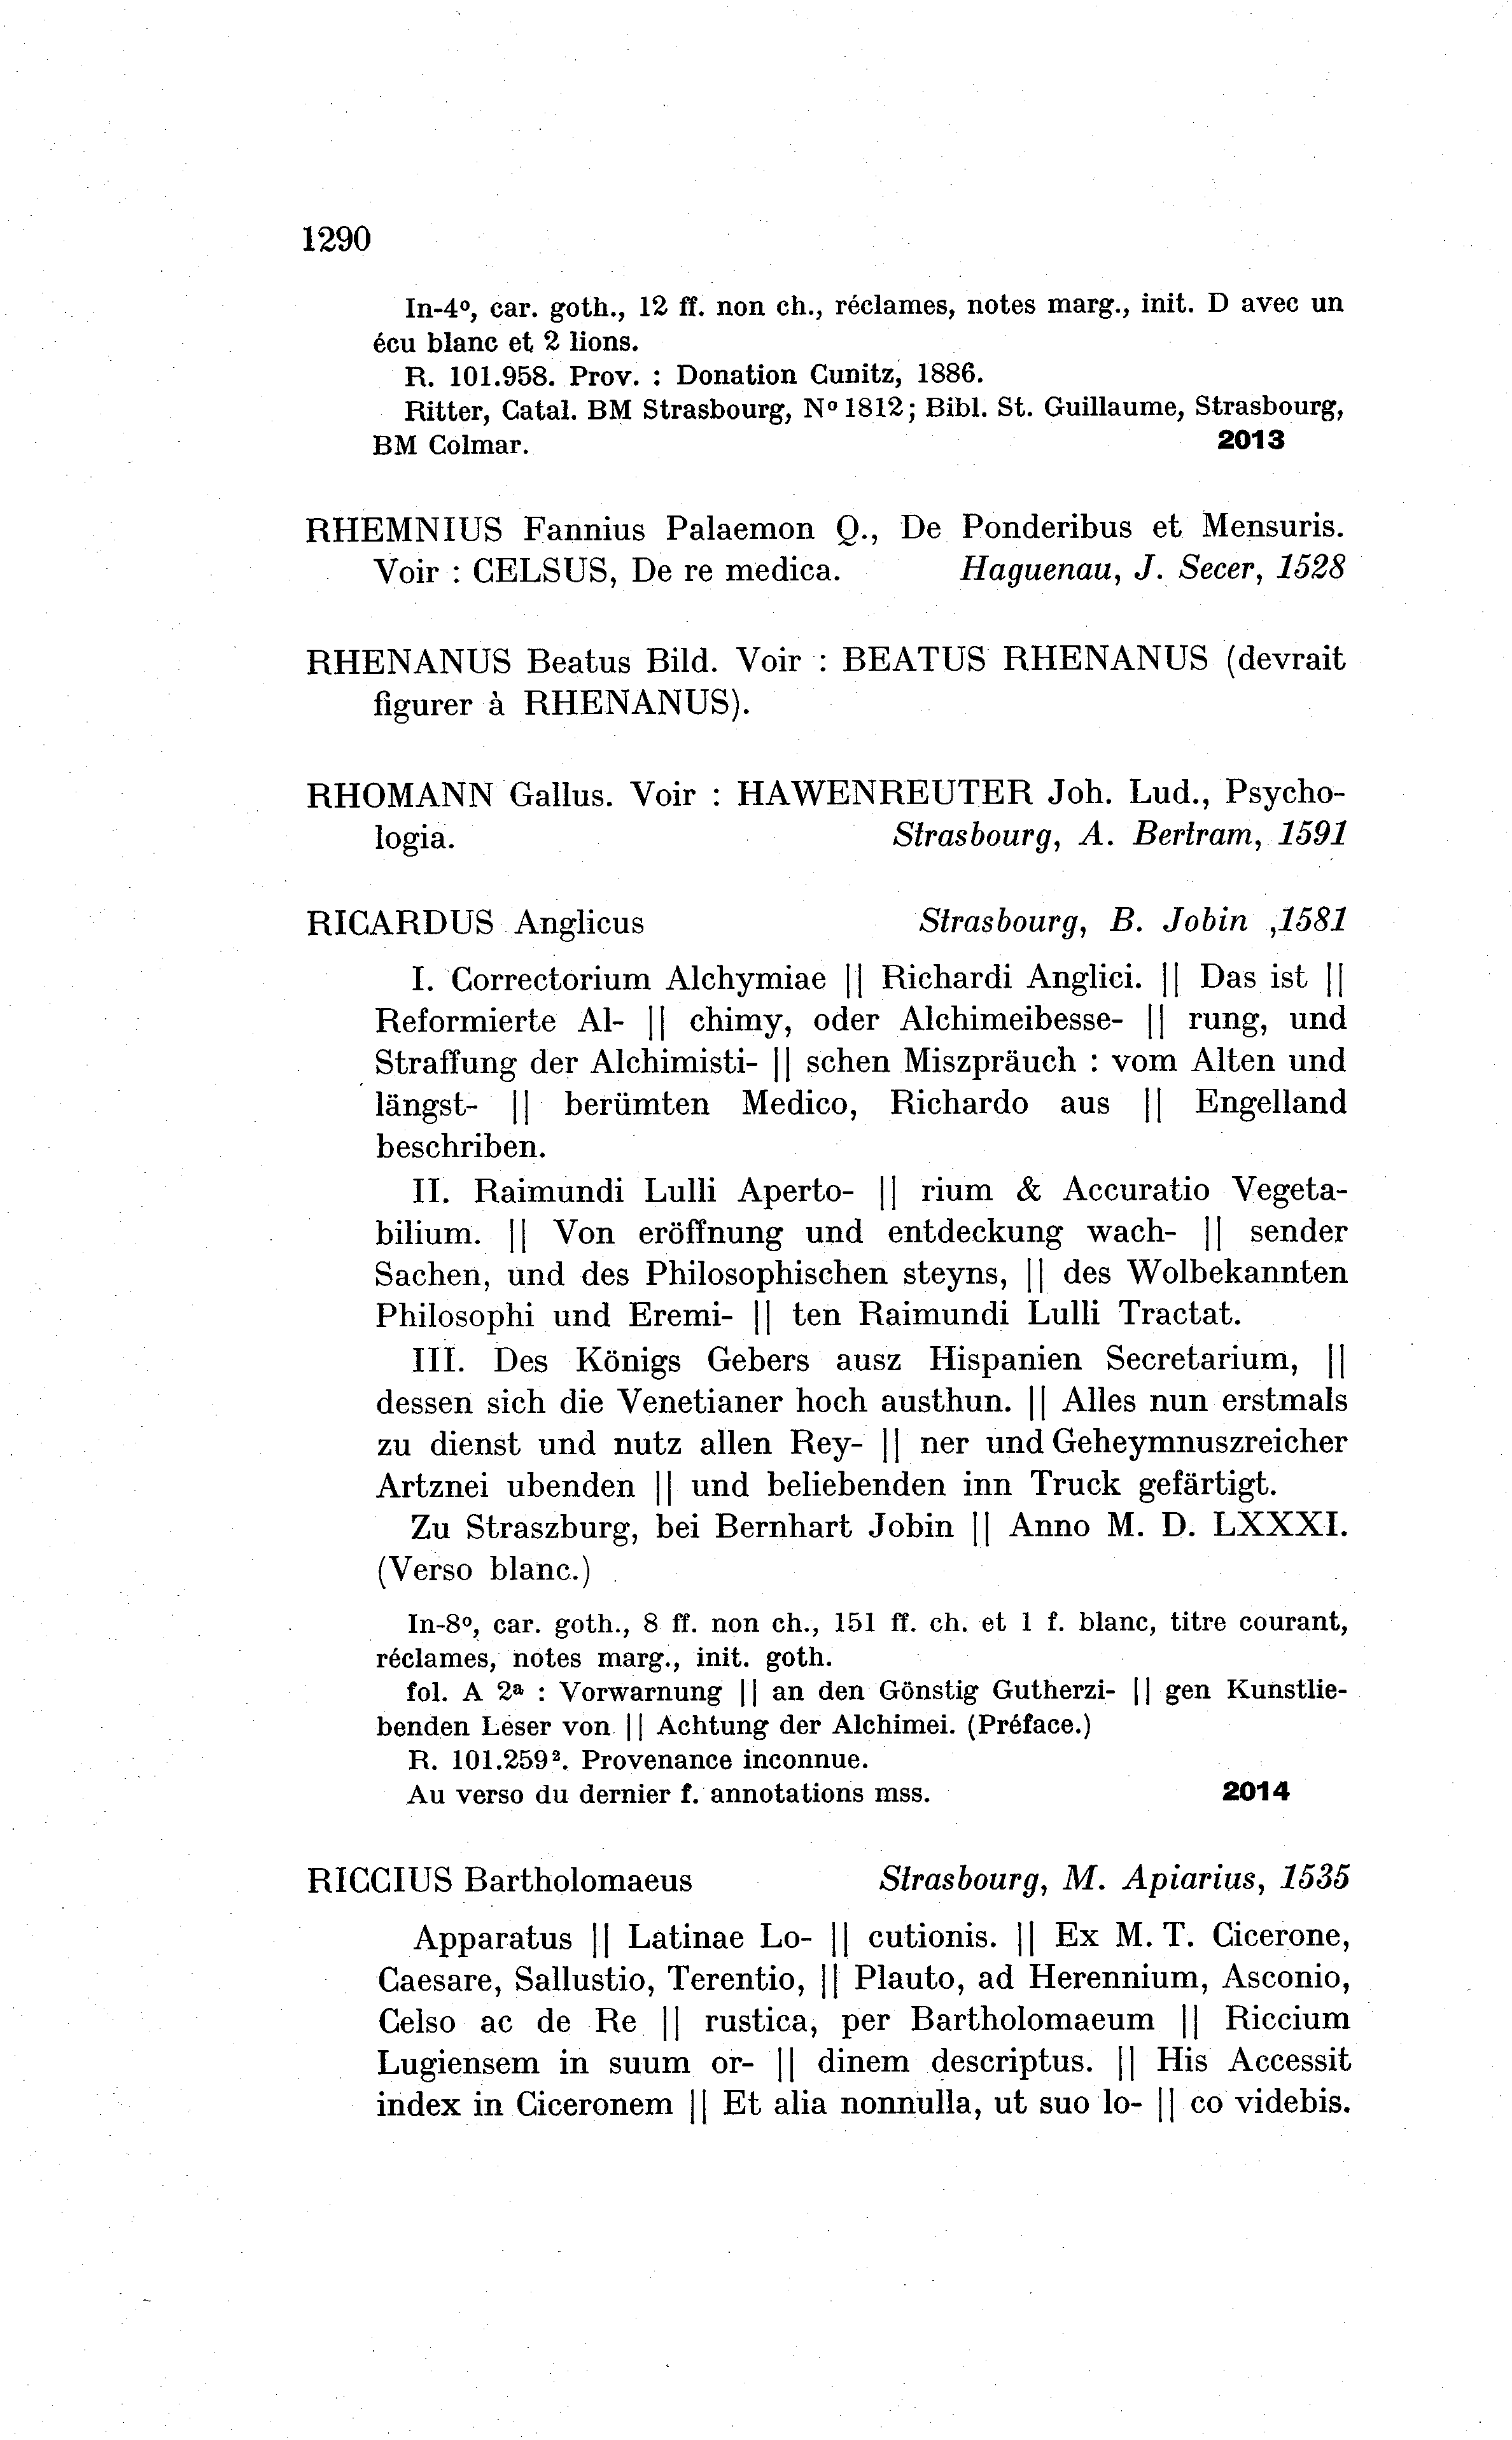 1290
In-4º, car. goth., 12 ff. non ch., réclames, notes marg., init. D avec un
écu blanc et 2 lions.
R. 101.958. Prov. : Donation Cunitz, 1886.
Ritter, Catal. BM Strasbourg, Nº 1812; Bibl. St. Guillaume, Strasbourg,
BM Colmar. 2013
RHEMNIUS Fannius Palaemon Q., De Ponderibus et Mensuris.
Voir : CELSUS, De re medica. Haguenau, J. Secer, 1528
RHENANUS Beatus Bild. Voir : BEATUS RHENANUS (devrait
figurer à RHENANUS).
RHOMANN Gallus. Voir : HAWENREUTER Joh. Lud., Psycho-
logia. Strasbourg, A. Bertram, 1591
RICARDUS Anglicus Strasbourg, B. Jobin ,1581
I. Correctorium Alchymiae || Richardi Anglici. || Das ist ||
Reformierte Al- || chimy, oder Alchimeibesse- || rung, und
Straffung der Alchimisti- || schen Miszpräuch : vom Alten und
längst- || berümten Medico, Richardo aus || Engelland
beschriben.
II. Raimundi Lulli Aperto- || rium & Accuratio Vegeta-
bilium. || Von eröffnung und entdeckung wach- || sender
Sachen, und des Philosophischen steyns, || des Wolbekannten
Philosophi und Eremi- || ten Raimundi Lulli Tractat.
III. Des Königs Gebers ausz Hispanien Secretarium, ||
dessen sich die Venetianer hoch austhun. || Alles nun erstmals
zu dienst und nutz allen Rey- || ner und Geheymnuszreicher
Artznei ubenden || und beliebenden inn Truck gefärtigt.
Zu Straszburg, bei Bernhart Jobin || Anno M. D. LXXXI.
(Verso blanc.)
In-8º, car. goth., 8 ff. non ch., 151 ff. ch. et 1 f. blanc, titre courant,
réclames, notes marg., init. goth.
fol. A 2ª : Vorwarnung || an den Gönstig Gutherzi- || gen Kunstlie-
benden Leser von || Achtung der Alchimei. (Préface.)
R. 101.259². Provenance inconnue.
Au verso du dernier f. annotations mss. 2014
RICCIUS Bartholomaeus Strasbourg, M. Apiarius, 1535
Apparatus || Latinae Lo- || cutionis. || Ex M. T. Cicerone,
Caesare, Sallustio, Terentio, || Plauto, ad Herennium, Asconio,
Celso ac de Re || rustica, per Bartholomaeum || Riccium
Lugiensem in suum or- || dinem descriptus. || His Accessit
index in Ciceronem || Et alia nonnulla, ut suo lo- || co videbis.